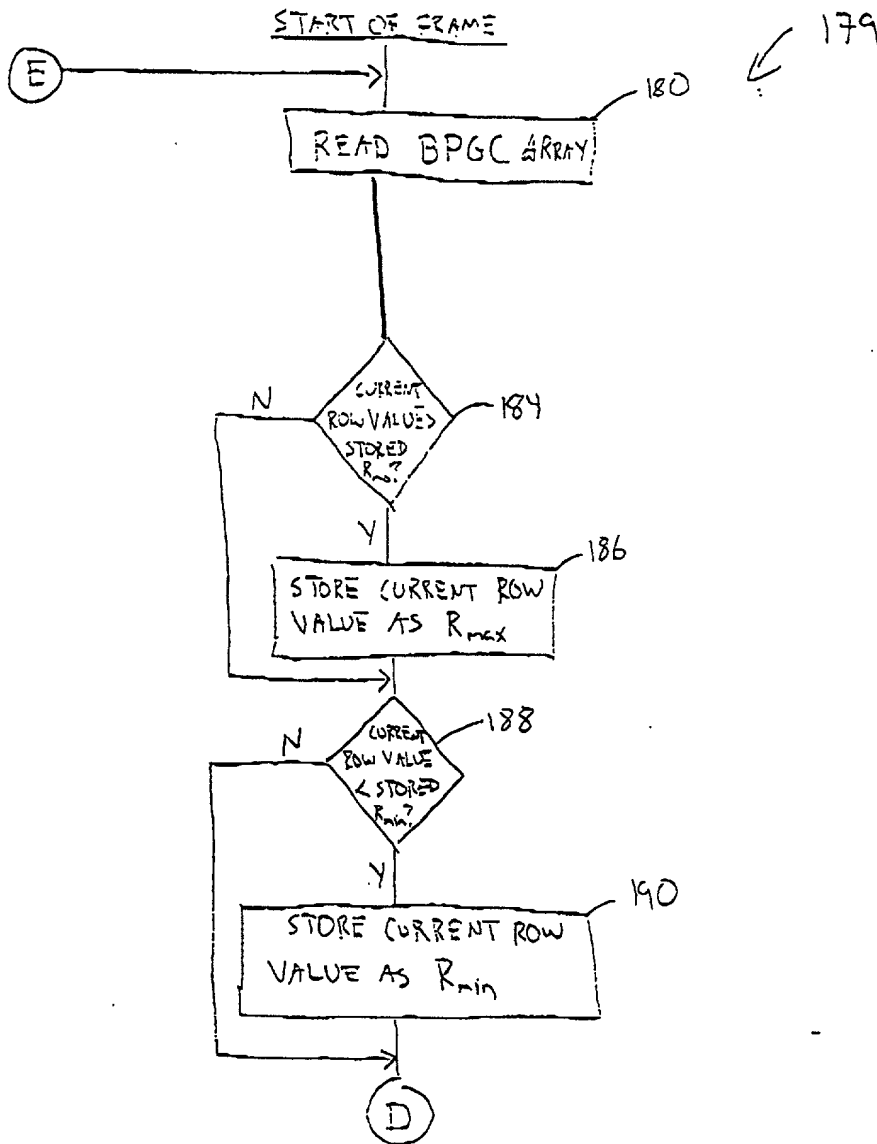 START OF FRAME
179
E
180
READ BPGC ARRAY
N
CURRENT
ROW VALUE >
STORED
184
Y
186
STORE CURRENT ROW
VALUE AS Rmax
188
N
CURRENT
ROW VALUE
< STORED
Rmin?
Y
190
STORE CURRENT ROW
VALUE AS Rmin
D